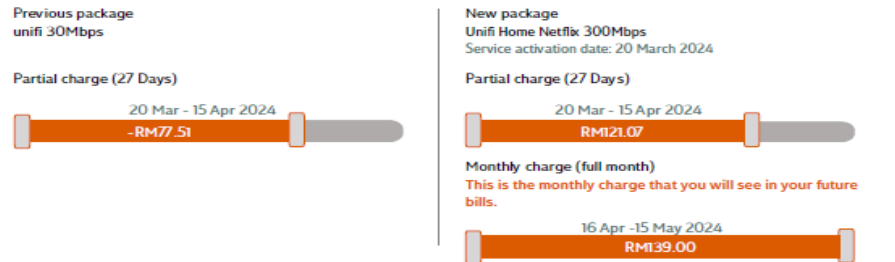 Previous package
unifi 30Mbps
Partial charge (27 Days)
20 Mar - 15 Apr 2024
-RM77.51
New package
Unifi Home Netflix 300Mbps
Service activation date: 20 March 2024
Partial charge (27 Days)
20 Mar - 15 Apr 2024
RM121.07
Monthly charge (full month)
This is the monthly charge that you will see in your future
bills.
16 Apr -15 May 2024
RM139.00